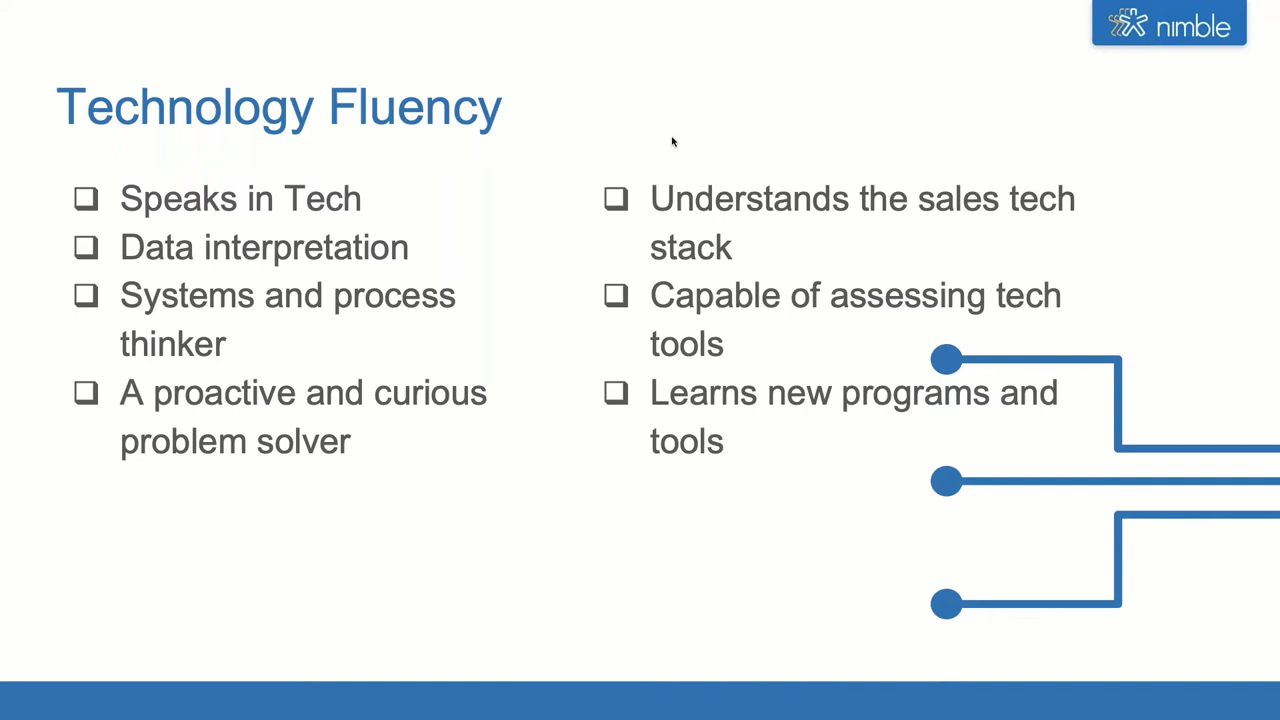 nimble
Technology Fluency
Speaks in Tech
Data interpretation
Systems and process
thinker
A proactive and curious
problem solver
Understands the sales tech
stack
Capable of assessing tech
tools
Learns new programs and
tools